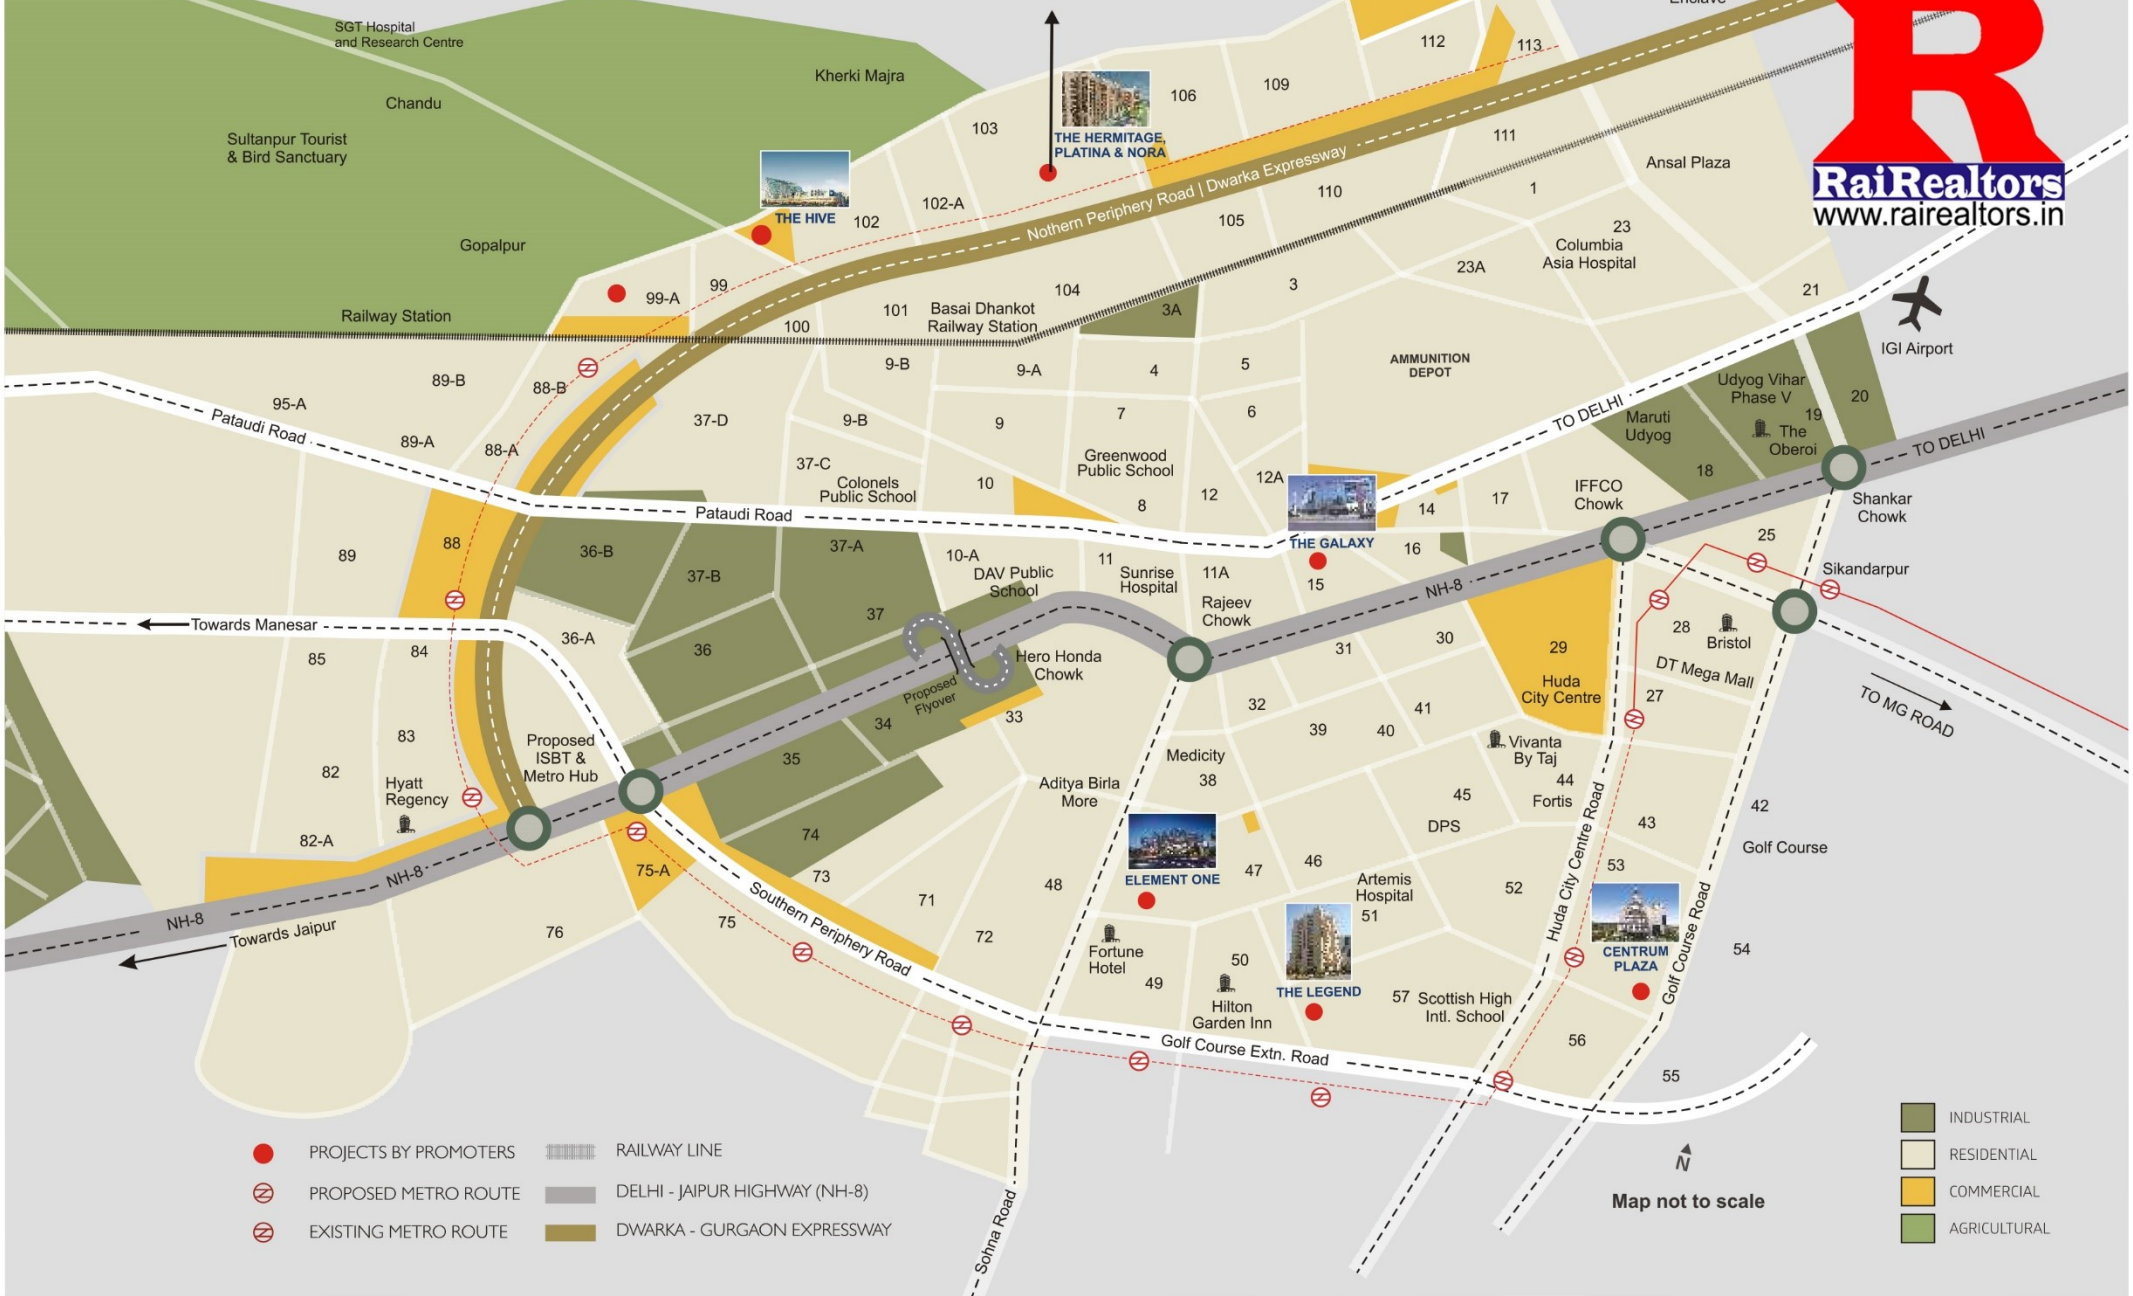 SGT Hospital
and Research Centre
Chandu
Kherki Majra
Sultanpur Tourist
& Bird Sanctuary
Gopalpur
Railway Station
112
113
109
106
103
THE HERMITAGE,
PLATINA & NORA
THE HIVE
102
102-A
Nothern Periphery Road | Dwarka Expressway
111
110
105
1
Ansal Plaza
RaiRealtors
www.rairealtors.in
23
Columbia
Asia Hospital
23A
21
3
3A
104
99-A
99
100
101
Basai Dhankot
Railway Station
IGI Airport
AMMUNITION
DEPOT
89-B
88-B
95-A
Pataudi Road
89-A
88-A
37-D
9-B
9-A
4
5
9-B
9
7
6
37-C
Colonels
Public School
10
Greenwood
Public School
8
12
12A
TO DELHI
Maruti
Udyog
Udyog Vihar
Phase V
19
20
The
Oberoi
18
TO DELHI
Shankar
Chowk
17
IFFCO
Chowk
14
16
THE GALAXY
15
25
Sikandarpur
Pataudi Road
89
88
36-B
37-B
37-A
10-A
DAV Public
School
11
Sunrise
Hospital
11A
Rajeev
Chowk
NH-8
Towards Manesar
85
84
36-A
36
37
Hero Honda
Chowk
Proposed
Flyover
34
33
35
31
30
29
Huda
City Centre
28
Bristol
DT Mega Mall
27
TO MG ROAD
83
82
Hyatt
Regency
82-A
Proposed
ISBT &
Metro Hub
32
39
40
41
Vivanta
By Taj
44
Fortis
Medicity
38
Aditya Birla
More
45
DPS
43
42
Golf Course
Huda City Centre Road
Golf Course Road
NH-8
NH-8
Towards Jaipur
75-A
74
73
71
72
48
ELEMENT ONE
47
46
Artemis
Hospital
51
52
53
CENTRUM
PLAZA
54
76
75
Southern Periphery Road
Fortune
Hotel
49
50
Hilton
Garden Inn
THE LEGEND
57
Scottish High
Intl. School
56
55
Golf Course Extn. Road
Sohna Road
N
Map not to scale
PROJECTS BY PROMOTERS
PROPOSED METRO ROUTE
EXISTING METRO ROUTE
RAILWAY LINE
DELHI - JAIPUR HIGHWAY (NH-8)
DWARKA - GURGAON EXPRESSWAY
INDUSTRIAL
RESIDENTIAL
COMMERCIAL
AGRICULTURAL